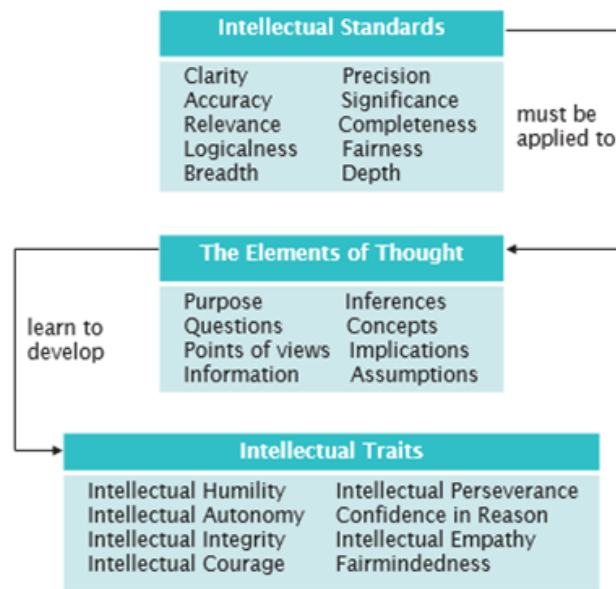 Intellectual Standards
Clarity Precision
Accuracy Significance
Relevance Completeness
Logicalness Fairness
Breadth Depth
must be
applied to
The Elements of Thought
Purpose Inferences
Questions Concepts
Points of views Implications
Information Assumptions
learn to
develop
Intellectual Traits
Intellectual Humility Intellectual Perseverance
Intellectual Autonomy Confidence in Reason
Intellectual Integrity Intellectual Empathy
Intellectual Courage Fairmindedness